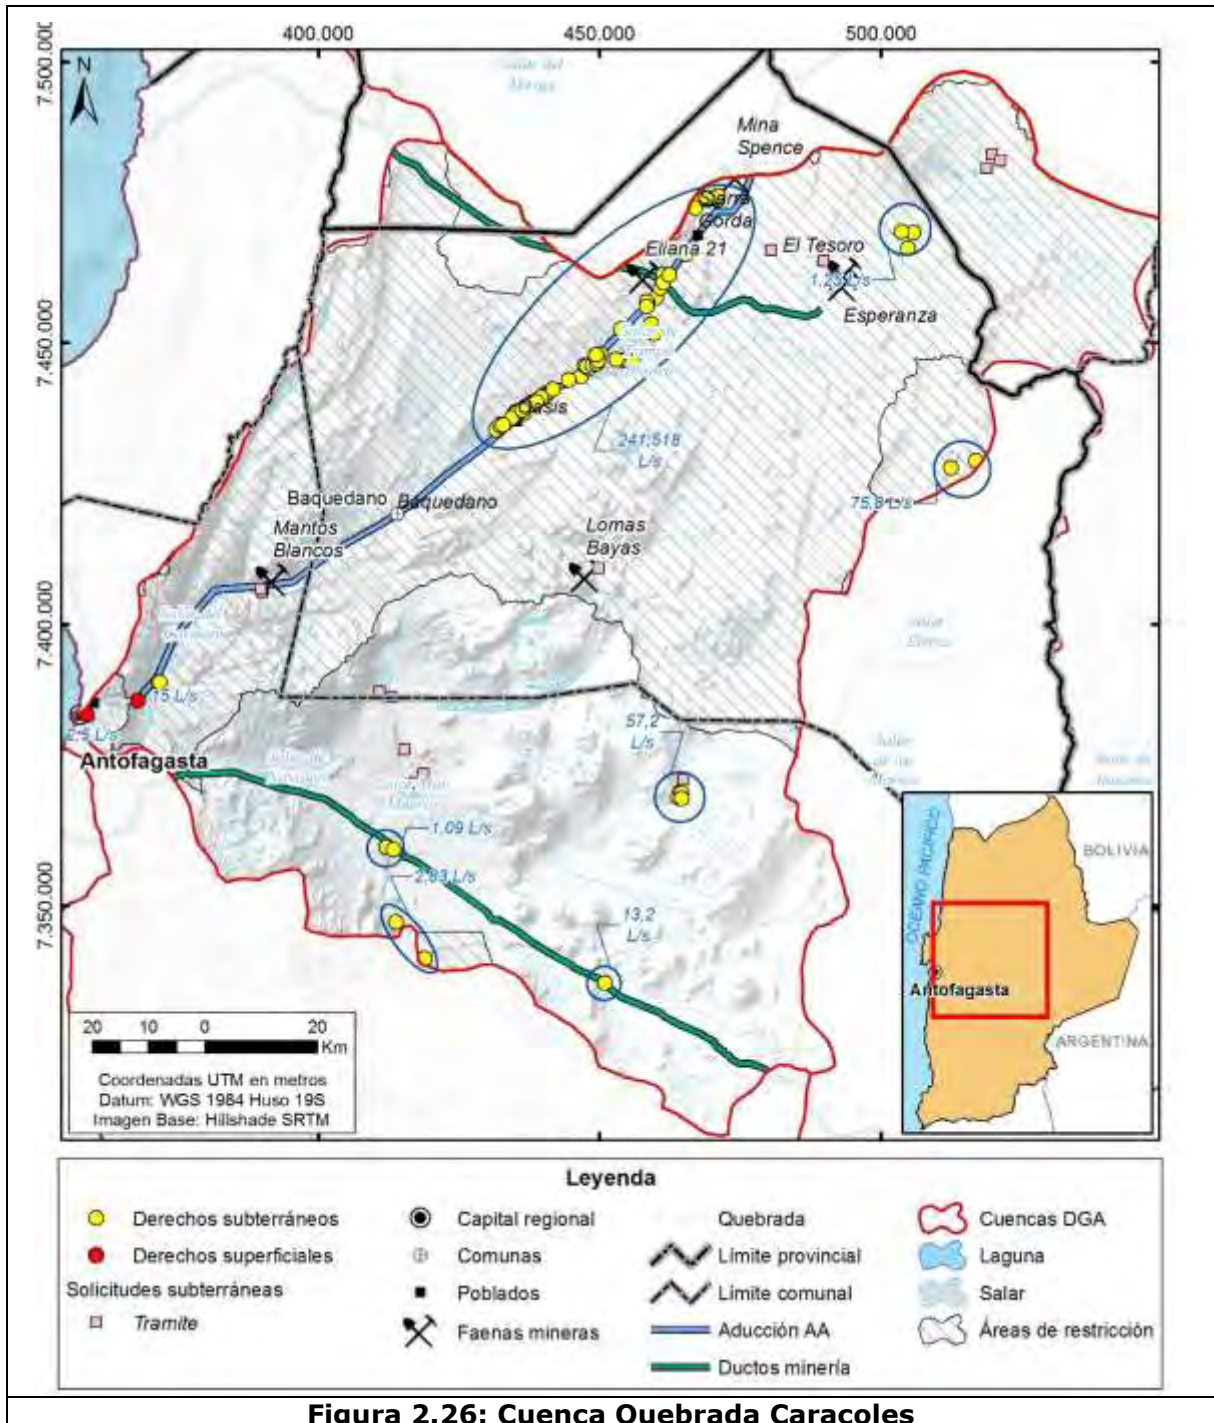 400.000
450.000
500.000
7.500.000
7.450.000
7.400.000
7.350.000
N
Mina
Spence
Sierra
Gorda
Eliana 21
El Tesoro
1.25 L/s
Esperanza
Oasis
241,518
L/s
75,8 L/s
Baquedano
Baquedano
Mantos
Blancos
Lomas
Bayas
15 L/s
2,5 L/s
Antofagasta
57,2
L/s
1,09 L/s
2,83 L/s
13,2
L/s
20 10 0 20
Km
Coordenadas UTM en metros
Datum: WGS 1984 Huso 19S
Imagen Base: Hillshade SRTM
OCEANO PACIFICO
BOLIVIA
Antofagasta
ARGENTINA
Leyenda
Derechos subterráneos
Derechos superficiales
Solicitudes subterráneas
Tramite
Capital regional
Comunas
Poblados
Faenas mineras
Quebrada
Límite provincial
Límite comunal
Aducción AA
Ductos minería
Cuencas DGA
Laguna
Salar
Áreas de restricción
Figura 2.26: Cuenca Quebrada Caracoles